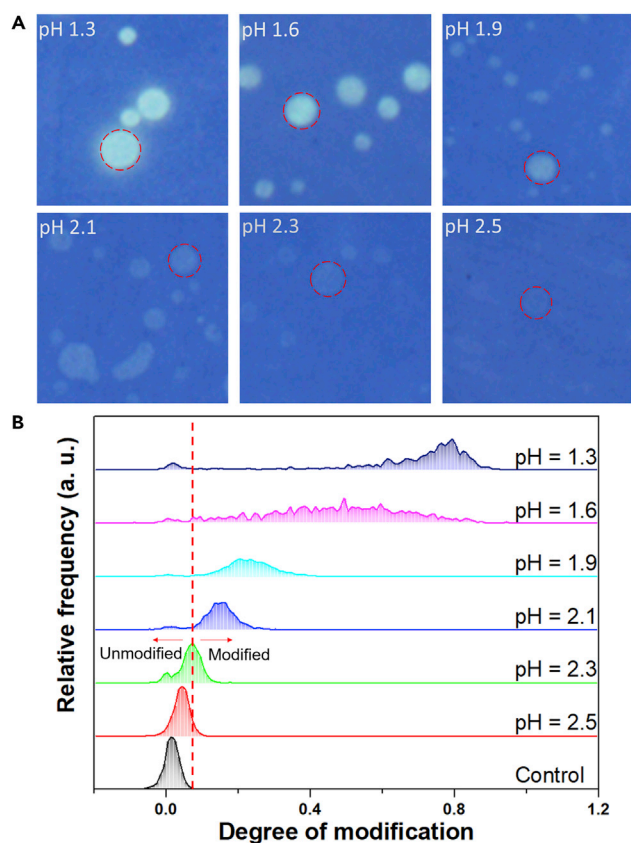 A
pH 1.3
pH 1.6
pH 1.9
pH 2.1
pH 2.3
pH 2.5
B
Relative frequency (a. u.)
pH = 1.3
pH = 1.6
pH = 1.9
pH = 2.1
Unmodified
Modified
pH = 2.3
pH = 2.5
Control
0.0
0.4
0.8
1.2
Degree of modification